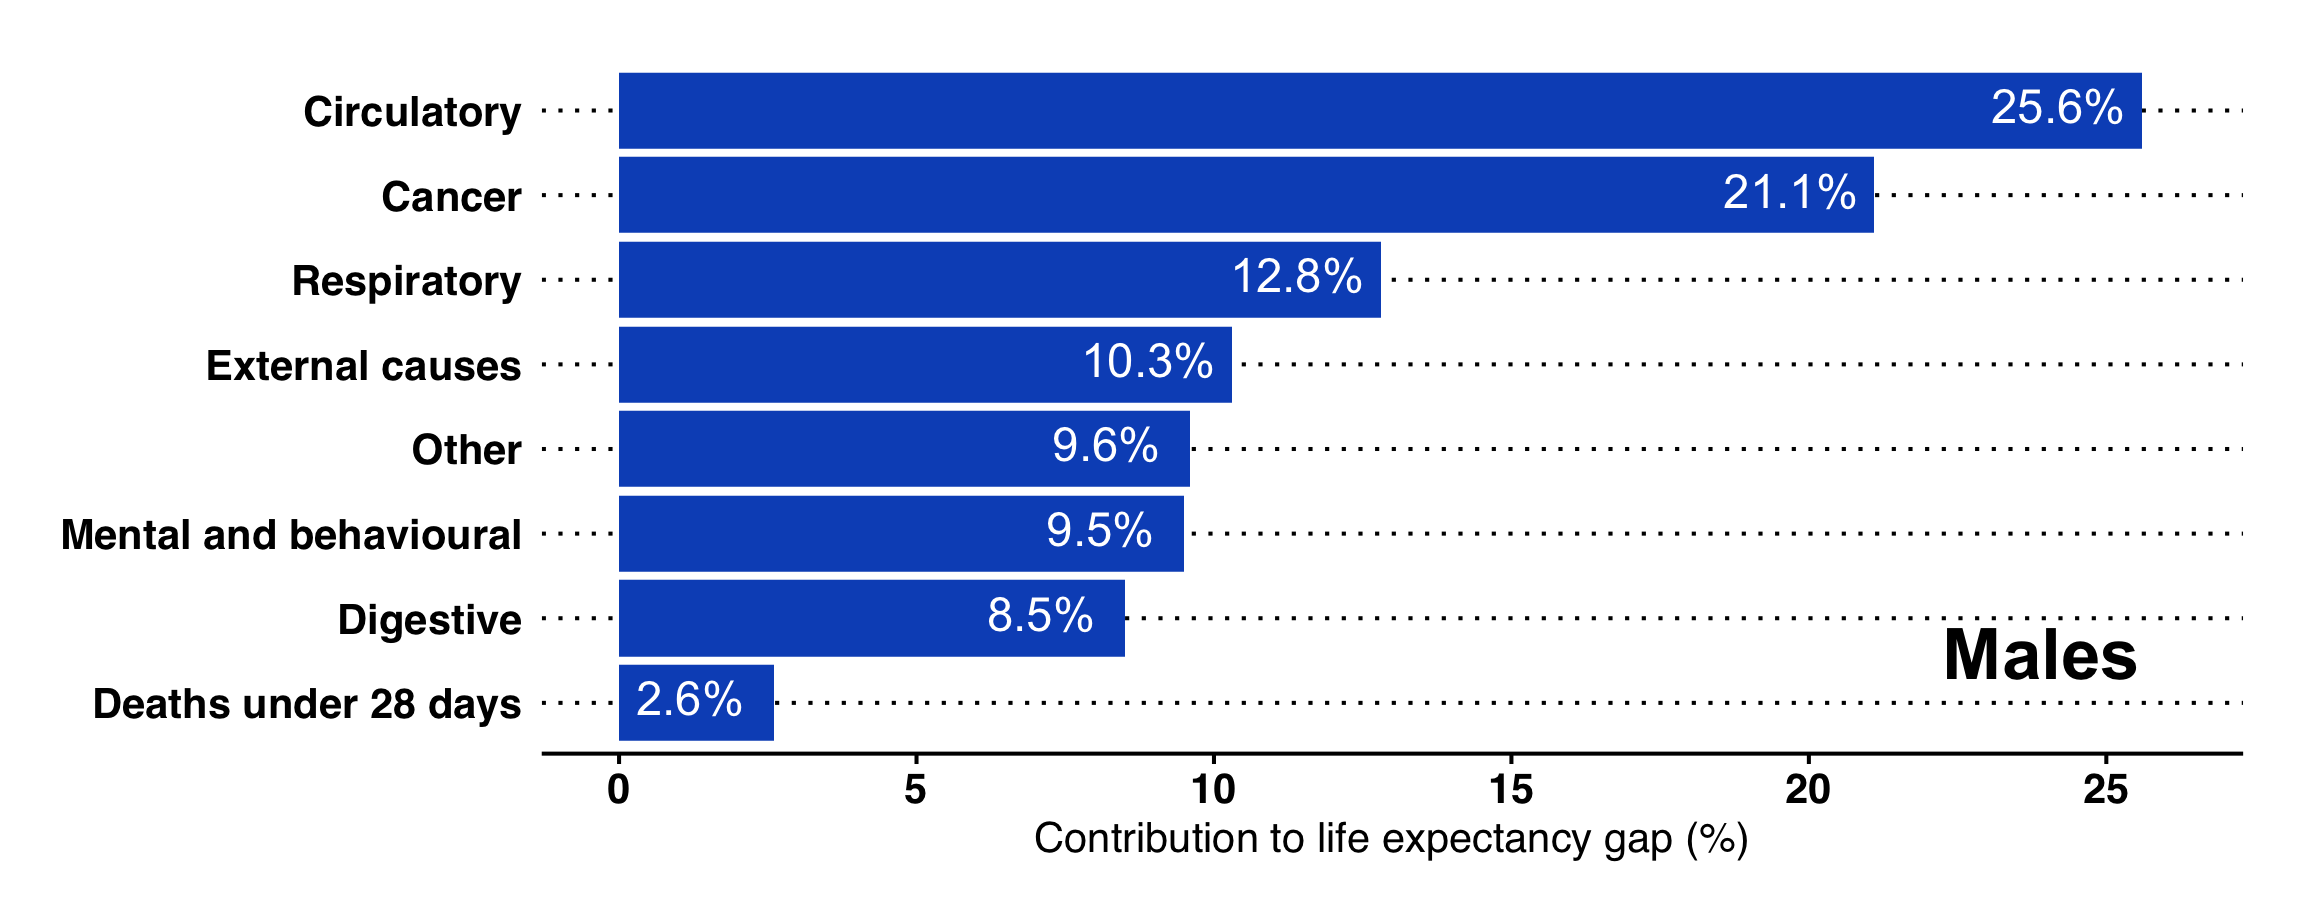 Circulatory 25.6%
Cancer 21.1%
Respiratory 12.8%
External causes 10.3%
Other 9.6%
Mental and behavioural 9.5%
Digestive 8.5%
Males
Deaths under 28 days 2.6%
0 5 10 15 20 25
Contribution to life expectancy gap (%)